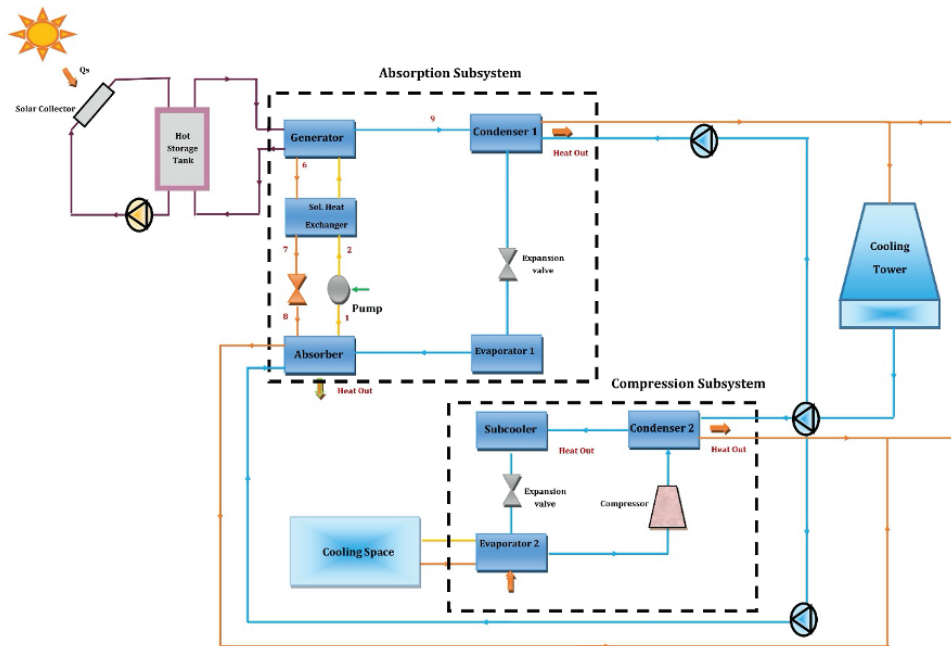 Absorption Subsystem
Qs
Solar Collector
Hot
Storage
Tank
Generator
9
Condenser 1
Heat Out
6
Sol. Heat
Exchanger
7
2
Expansion
valve
Cooling
Tower
Pump
8
1
Absorber
Evaporator 1
Heat Out
Compression Subsystem
Subcooler
Condenser 2
Heat Out
Heat Out
Expansion
valve
Compressor
Cooling Space
Evaporator 2